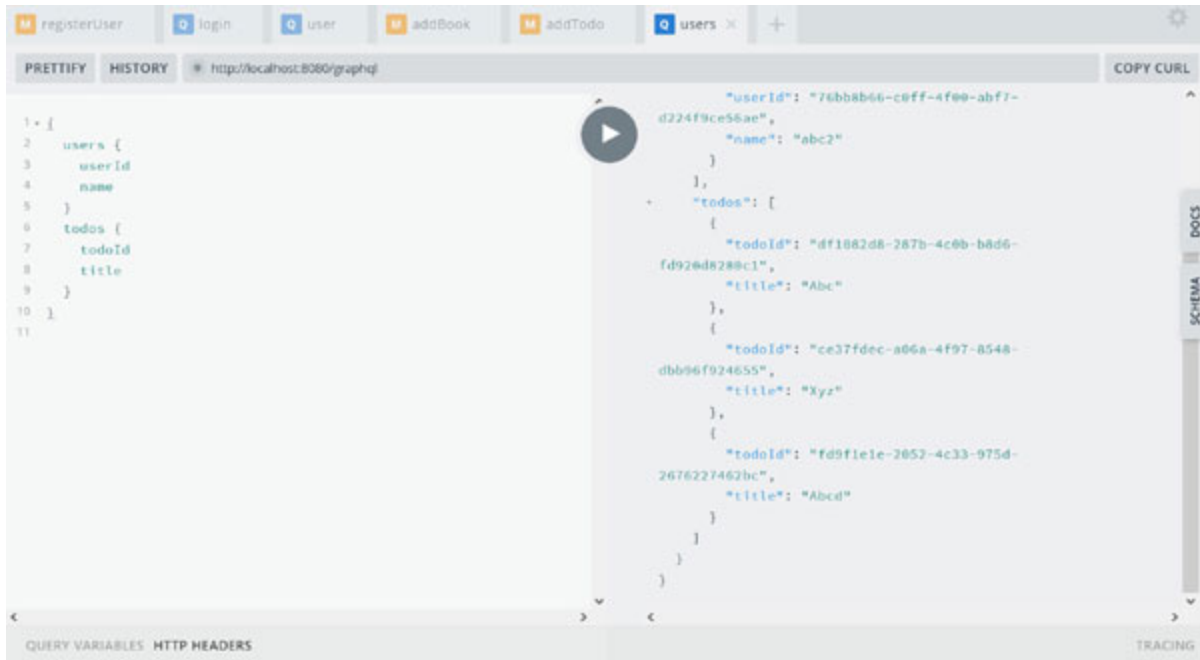 M registerUser Q login Q user M addBook M addTodo Q users × +
PRETTIFY HISTORY http://localhost:8080/graphql COPY CURL
1 {
2 users {
3 userId
4 name
5 }
6 todos {
7 todoId
8 title
9 }
10 }
11
"userId": "76bb8b66-c0ff-4f00-abf7-
d224f9ce56ae",
"name": "abc2"
}
],
"todos": [
{
"todoId": "df1082d8-287b-4c0b-b8d6-
fd920d8280c1",
"title": "Abc"
},
{
"todoId": "ce37fdec-a06a-4f97-8548-
dbb96f924655",
"title": "Xyz"
},
{
"todoId": "fd9f1e1e-2052-4c33-975d-
2676227462bc",
"title": "Abcd"
}
]
}
}
DOCS
SCHEMA
QUERY VARIABLES HTTP HEADERS TRACING